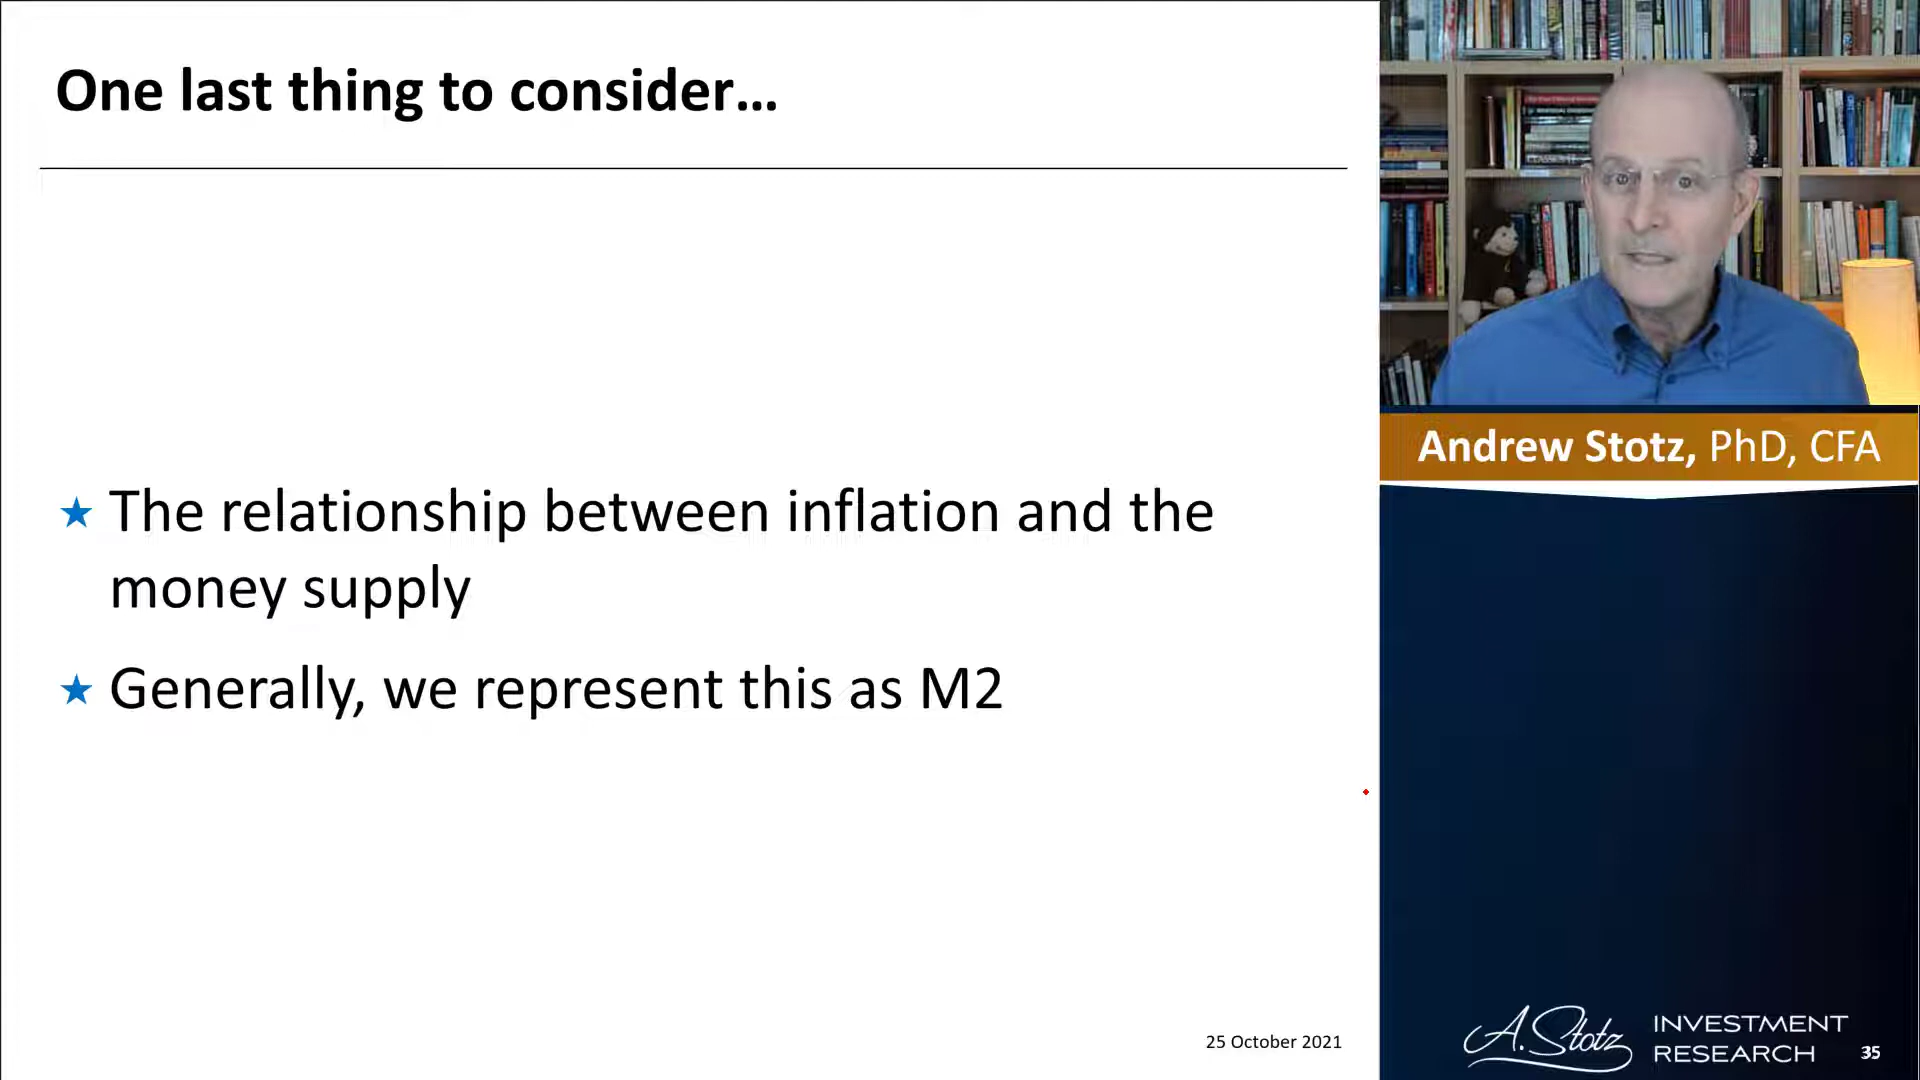 One last thing to consider…
★ The relationship between inflation and the
money supply
★ Generally, we represent this as M2
25 October 2021
Andrew Stotz, PhD, CFA
A. Stotz INVESTMENT
RESEARCH
35